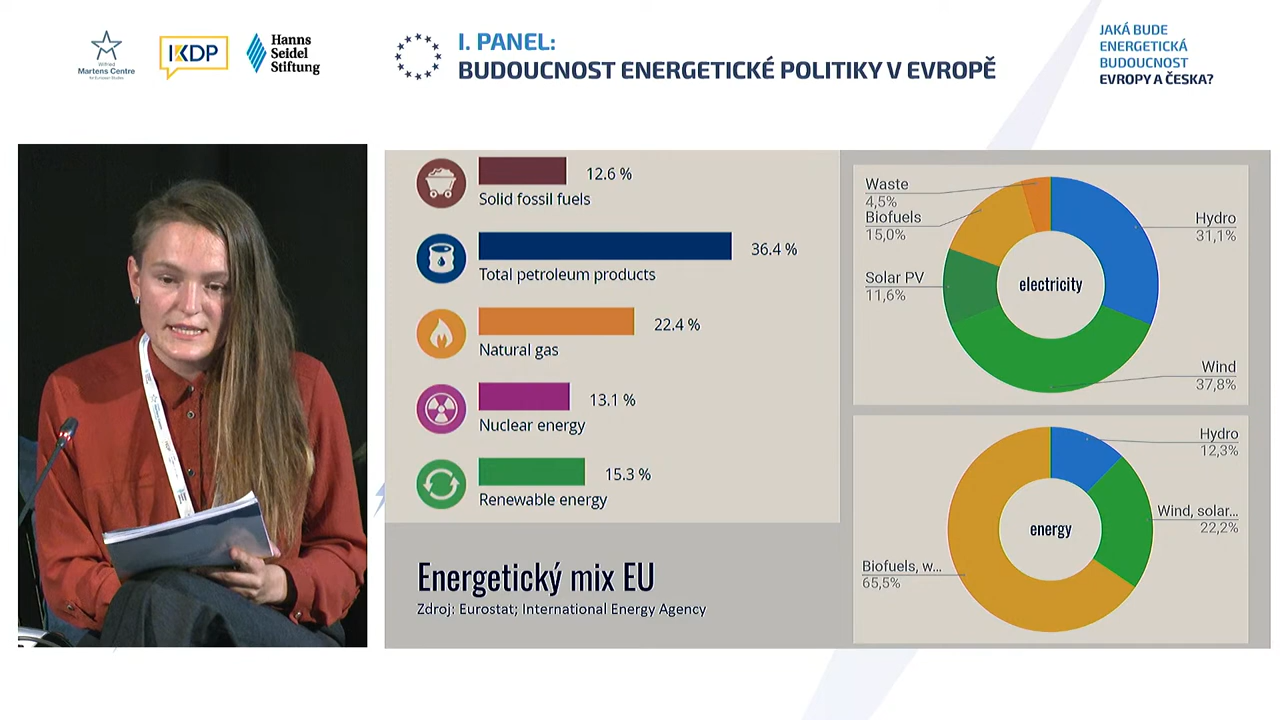 Wilfried
Martens Centre
for European Studies
IKDP
Hanns
Seidel
Stiftung
I. PANEL:
BUDOUCNOST ENERGETICKÉ POLITIKY V EVROPĚ
JAKÁ BUDE
ENERGETICKÁ
BUDOUCNOST
EVROPY A ČESKA?
12.6 %
Solid fossil fuels
36.4 %
Total petroleum products
22.4 %
Natural gas
13.1 %
Nuclear energy
15.3 %
Renewable energy
Energetický mix EU
Zdroj: Eurostat; International Energy Agency
Waste
4,5%
Biofuels
15,0%
Solar PV
11,6%
electricity
Hydro
31,1%
Wind
37,8%
Hydro
12,3%
Wind, solar...
22,2%
energy
Biofuels, w...
65,5%